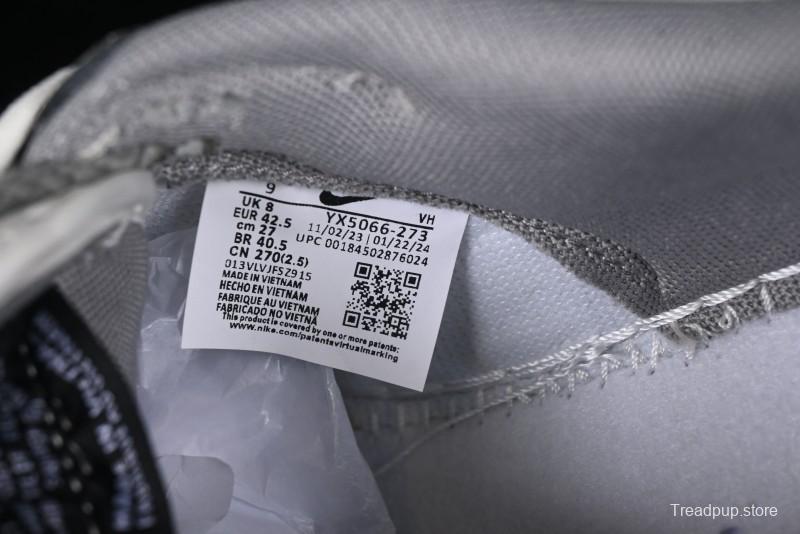 9
UK 8
EUR 42.5
cm 27
BR 40.5
CN 270(2.5)
013VLVJFSZ915
MADE IN VIETNAM
HECHO EN VIETNAM
FABRIQUE AU VIETNAM
FABRICADO NO VIETNA
This product is covered by one or more patents:
www.nike.com/patentsvirtualmarking
VH
YX5066-273
11/02/23 | 01/22/24
UPC 00184502876024
Treadpup.store